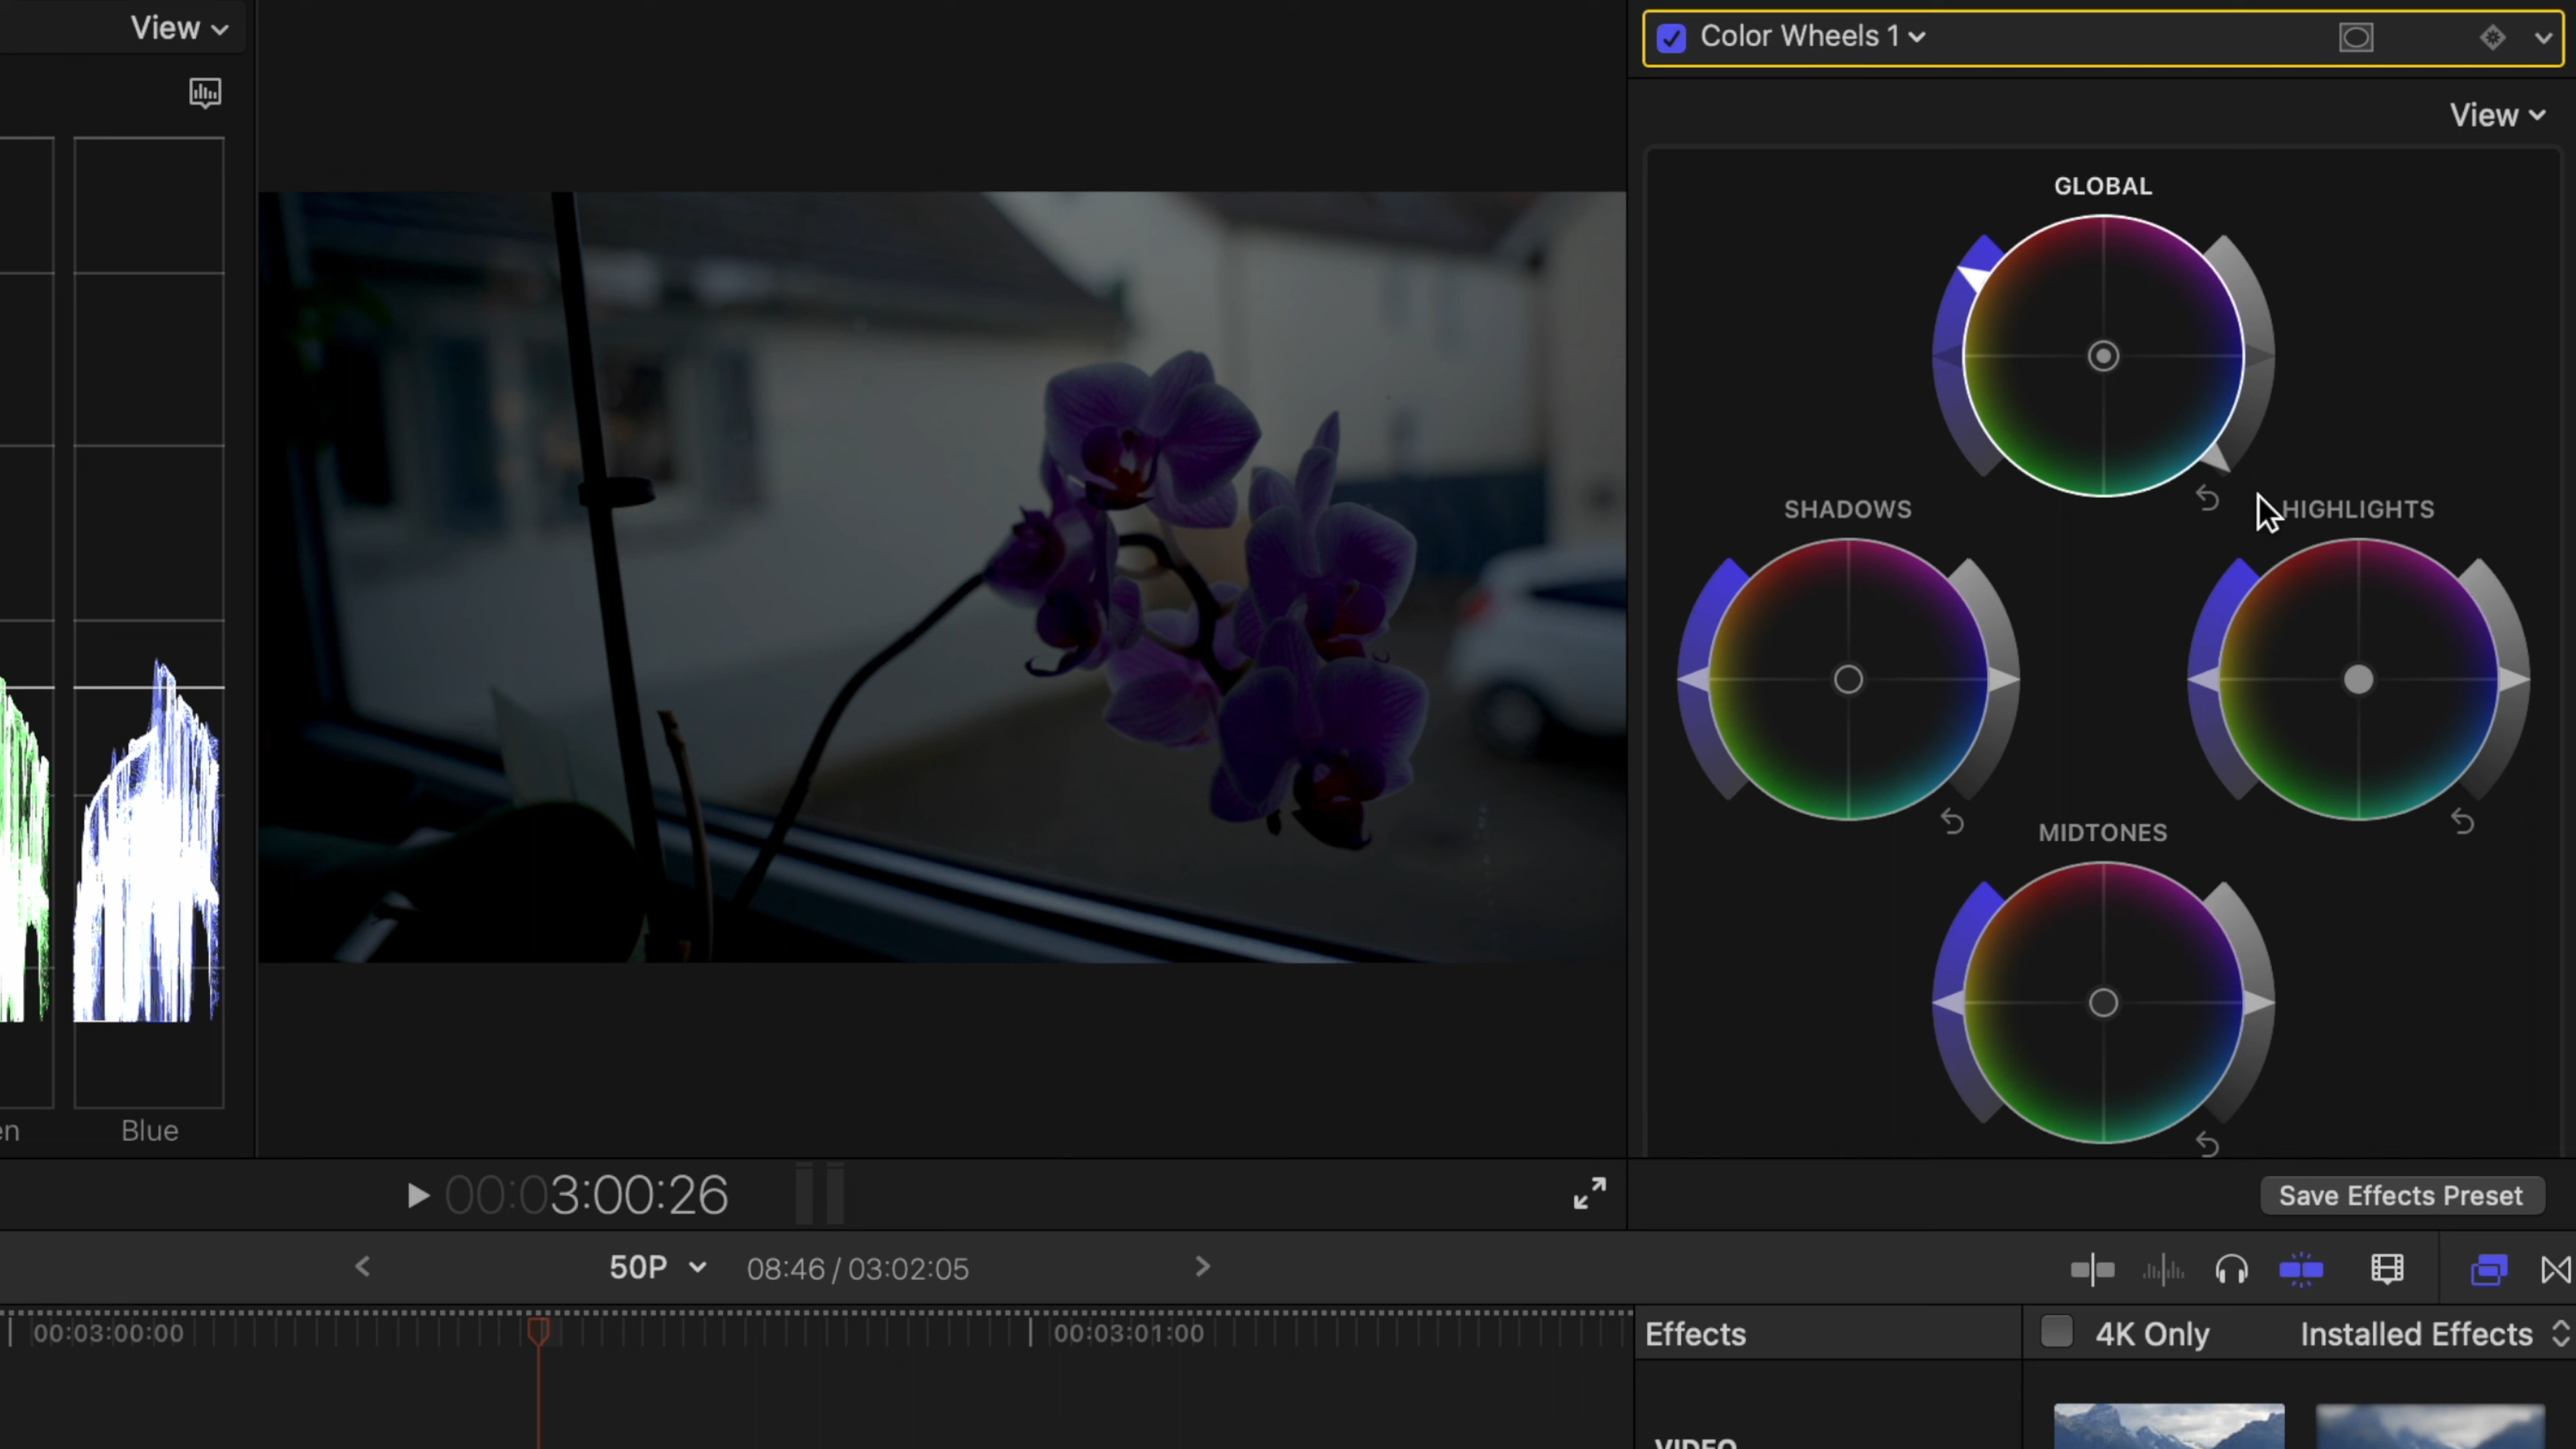 View
Color Wheels 1
View
GLOBAL
SHADOWS
HIGHLIGHTS
MIDTONES
en
Blue
00:03:00:26
Save Effects Preset
50P
08:46 / 03:02:05
00:03:00:00
00:03:01:00
Effects
4K Only
Installed Effects
VIDEO